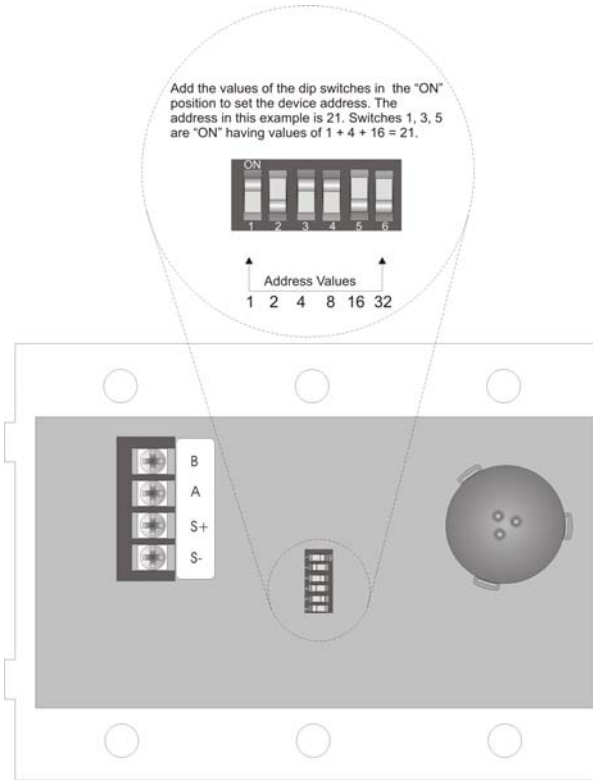 Add the values of the dip switches in the “ON”
position to set the device address. The
address in this example is 21. Switches 1, 3, 5
are “ON” having values of 1 + 4 + 16 = 21.
ON
1 2 3 4 5 6
Address Values
1 2 4 8 16 32
B
A
S+
S-